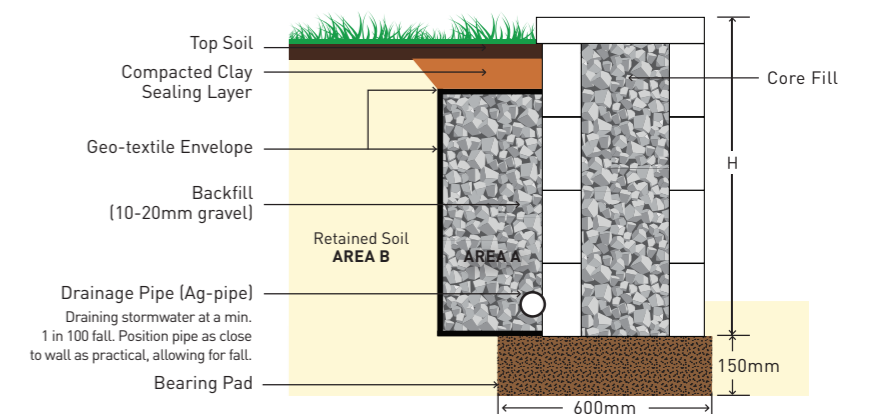 Top Soil
Compacted Clay
Sealing Layer
Geo-textile Envelope
Backfill
(10-20mm gravel)
Retained Soil
AREA B
AREA A
Drainage Pipe (Ag-pipe)
Draining stormwater at a min.
1 in 100 fall. Position pipe as close
to wall as practical, allowing for fall.
Bearing Pad
Core Fill
H
150mm
600mm